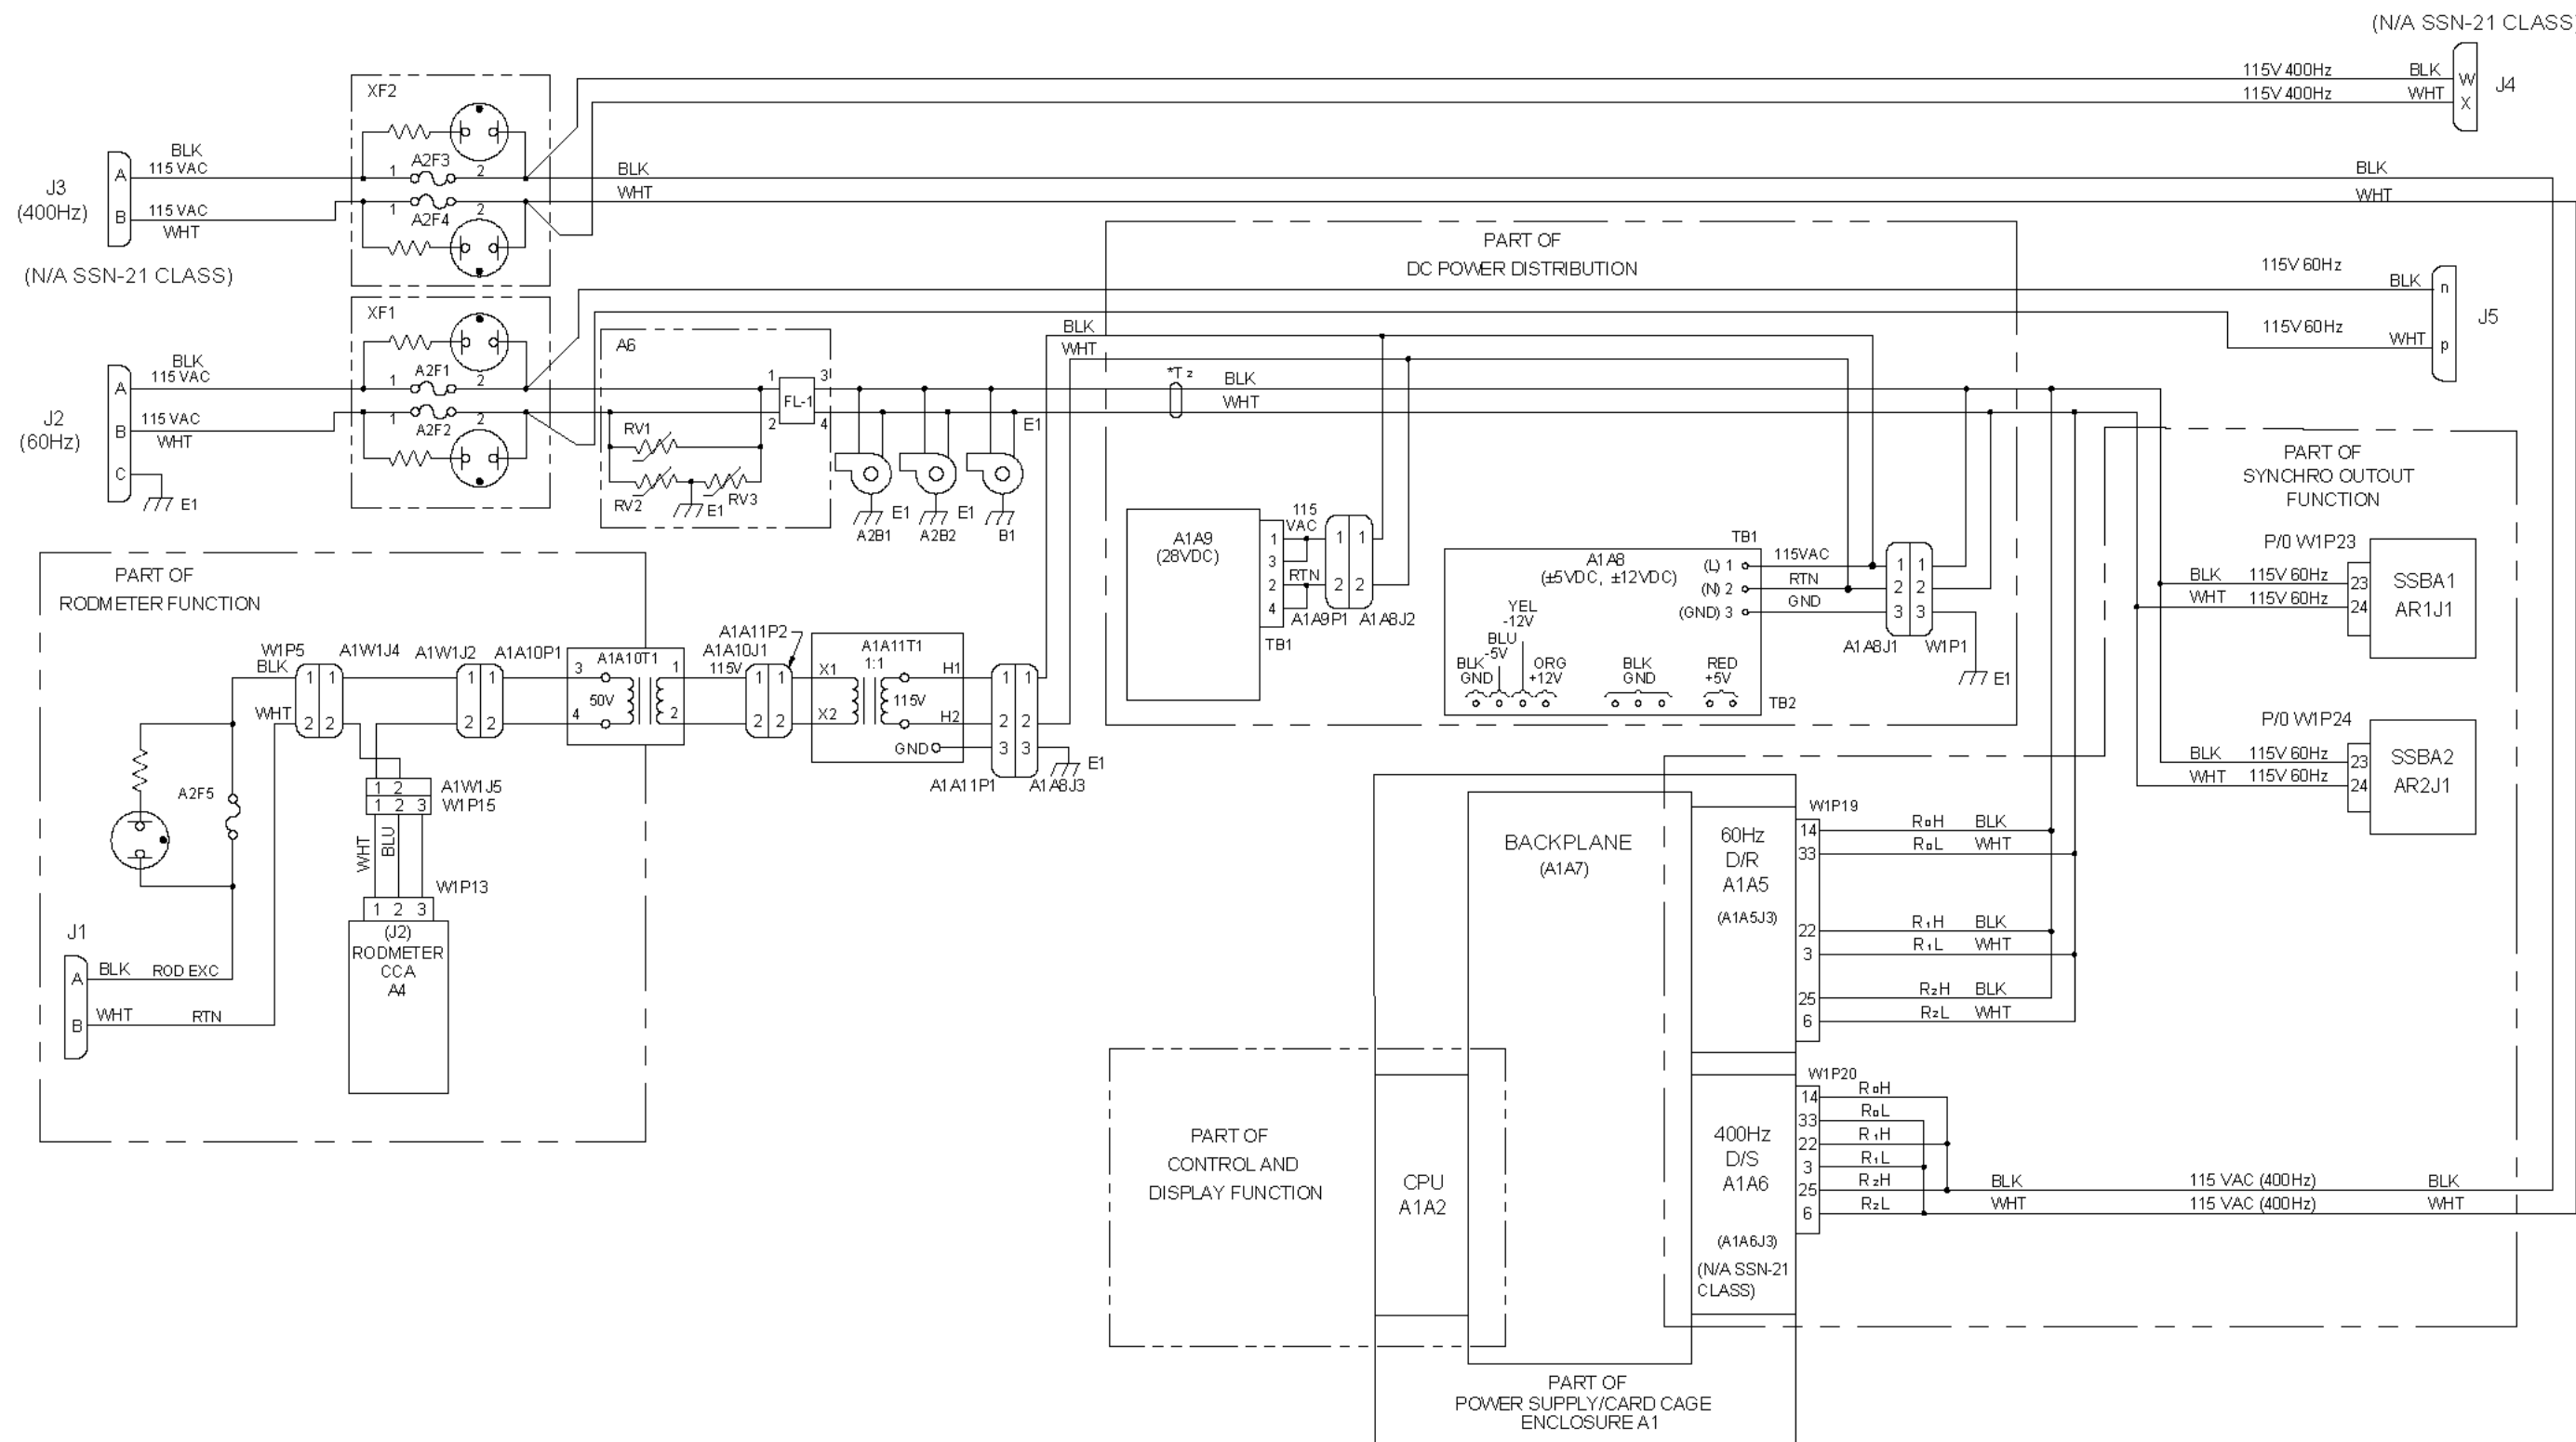 (N/A SSN-21 CLASS)
115V 400Hz BLK W
115V 400Hz WHT X
J4
XF2
BLK
115 VAC
A
J3
(400Hz)
B
115 VAC
WHT
(N/A SSN-21 CLASS)
1 A2F3 2
1 A2F4 2
BLK
WHT
BLK
WHT
PART OF
DC POWER DISTRIBUTION
115V 60Hz
BLK n
J5
115V 60Hz
WHT p
XF1
BLK
115 VAC
A
J2
(60Hz)
115 VAC
B
WHT
C
E1
1 A2F1 2
1 A2F2 2
A6
1 3
FL-1
2 4
RV1
RV2
E1
RV3
E1
E1
E1
A2B1
A2B2
B1
BLK
WHT
*T2
BLK
WHT
PART OF
SYNCHRO OUTOUT
FUNCTION
P/0 W1P23
BLK 115V 60Hz 23
WHT 115V 60Hz 24
SSBA1
AR1J1
P/0 W1P24
BLK 115V 60Hz 23
WHT 115V 60Hz 24
SSBA2
AR2J1
A1A9
(28VDC)
1
3
2
4
TB1
115
VAC
RTN
1 1
2 2
A1A9P1 A1A8J2
A1A8
(±5VDC, ±12VDC)
TB1
(L) 1
(N) 2
(GND) 3
115VAC
RTN
GND
1 1
2 2
3 3
A1A8J1 W1P1
E1
YEL
-12V
BLU
-5V
BLK
GND
ORG
+12V
BLK
GND
RED
+5V
TB2
PART OF
RODMETER FUNCTION
W1P5
BLK
WHT
1 1
2 2
A1W1J4
A1W1J2
1 1
2 2
A1A10P1
A1A10T1
3 1
50V
4 2
A1A11P2
A1A10J1
115V
1 1
2 2
A1A11T1
1:1
X1 H1
115V
X2 H2
GND
1 1
2 2
3 3
A1A11P1 A1A8J3
E1
A2F5
1 2
A1W1J5
1 2 3
W1P15
WHT
BLU
W1P13
1 2 3
(J2)
RODMETER
CCA
A4
J1
A BLK ROD EXC
B WHT RTN
BACKPLANE
(A1A7)
60Hz
D/R
A1A5
(A1A5J3)
W1P19
14 R0H BLK
33 R0L WHT
22 R1H BLK
3 R1L WHT
25 R2H BLK
6 R2L WHT
W1P20
14 R0H
33 R0L
22 R1H
3 R1L
25 R2H BLK 115 VAC (400Hz) BLK
6 R2L WHT 115 VAC (400Hz) WHT
400Hz
D/S
A1A6
(A1A6J3)
(N/A SSN-21
CLASS)
PART OF
CONTROL AND
DISPLAY FUNCTION
CPU
A1A2
PART OF
POWER SUPPLY/CARD CAGE
ENCLOSURE A1